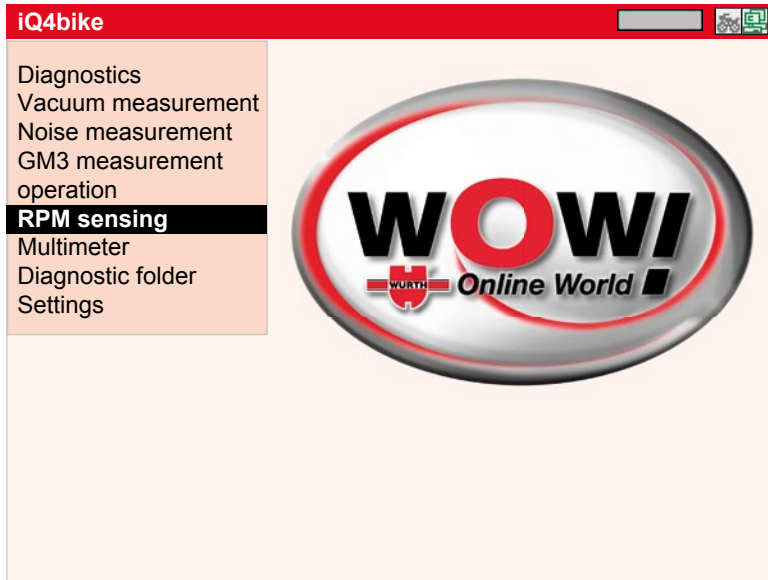 iQ4bike
Diagnostics
Vacuum measurement
Noise measurement
GM3 measurement
operation
RPM sensing
Multimeter
Diagnostic folder
Settings
WOW!
WURTH
Online World